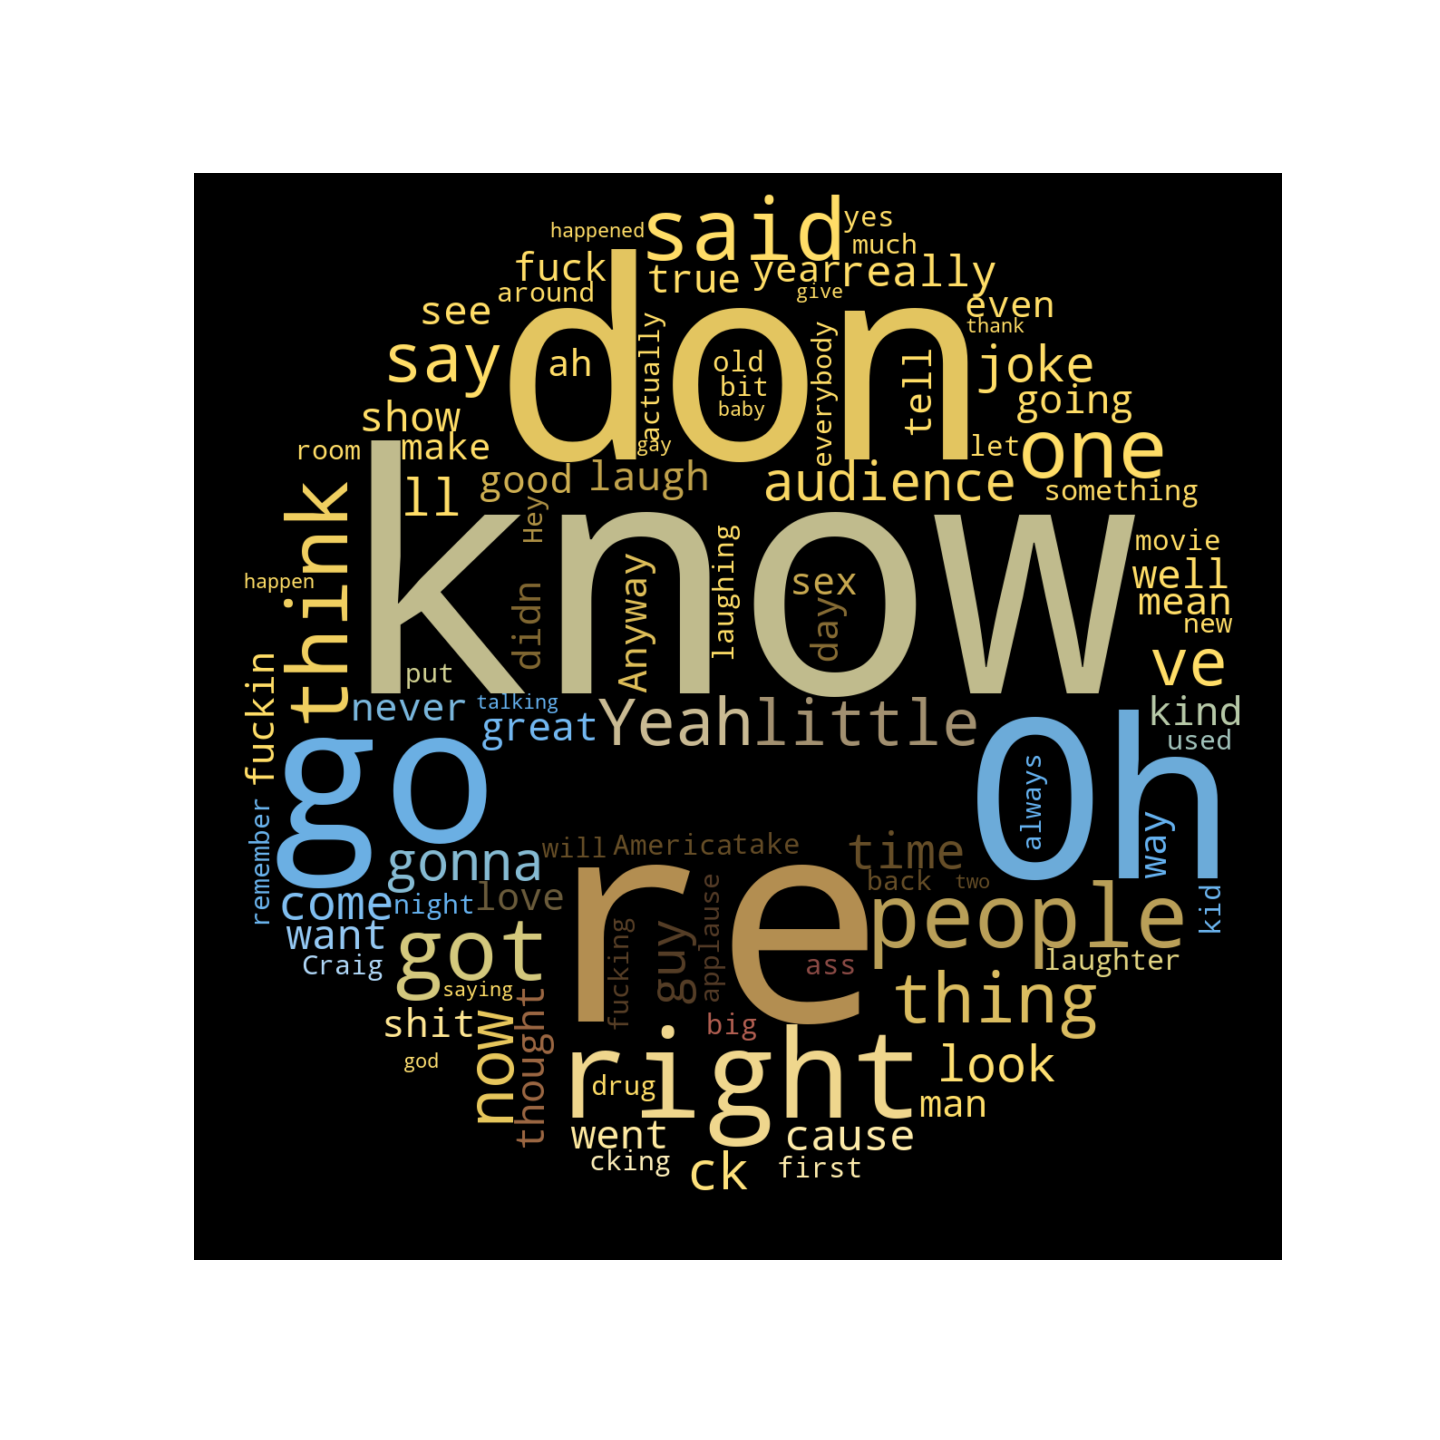 said
yes
happened
much
fuck
true
year
really
around
give
see
don
even
thank
say
ah
actually
old
everybody
tell
joke
bit
baby
show
going
room
make
gay
let
one
good
laugh
audience
something
ll
think
Hey
know
movie
happen
didn
Anyway
laughing
sex
day
well
mean
new
put
ve
fuckin
never
talking
great
Yeah
little
kind
used
go
Oh
always
way
remember
gonna
will
America
take
time
back
two
come
night
love
re
people
kid
want
Craig
got
fucking
guy
applause
ass
laughter
saying
thing
shit
now
thought
big
god
right
drug
look
man
went
cause
cking
ck
first